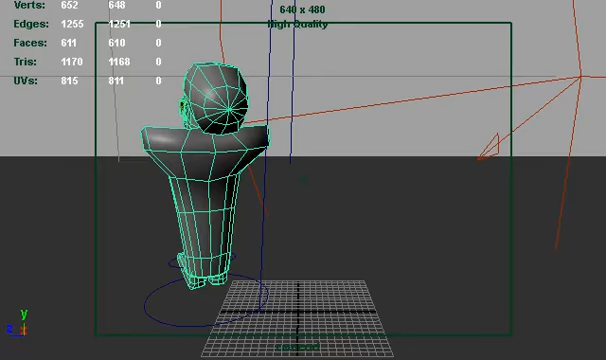 640 x 480
High Quality
Verts: 652 648 0
Edges: 1255 1251 0
Faces: 611 610 0
Tris: 1170 1168 0
UVs: 815 811 0
y
z